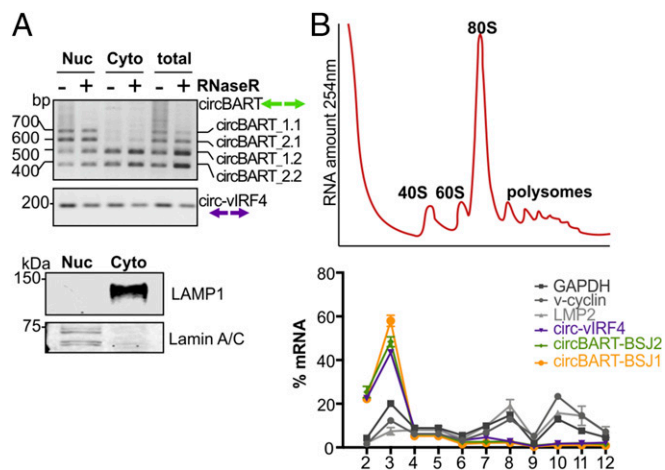 A
Nuc Cyto total
- + - + - + RNaseR
bp
circBART
700
600
500
400
circBART_1.1
circBART_2.1
circBART_1.2
circBART_2.2
200
circ-vIRF4
kDa Nuc Cyto
150
LAMP1
75
Lamin A/C
B
RNA amount 254nm
80S
40S 60S polysomes
% mRNA
80
60
40
20
0
GAPDH
v-cyclin
LMP2
circ-vIRF4
circBART-BSJ2
circBART-BSJ1
2 3 4 5 6 7 8 9 10 11 12